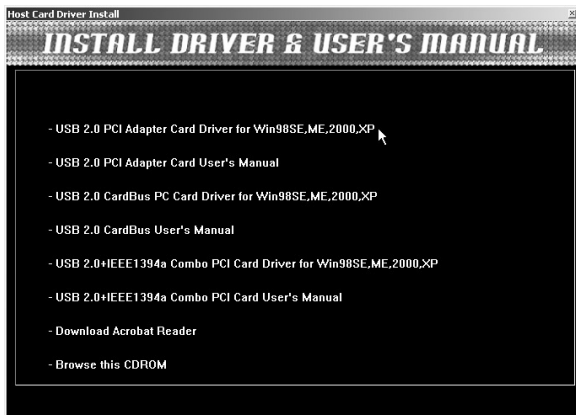 Host Card Driver Install
INSTALL DRIVER & USER'S MANUAL
- USB 2.0 PCI Adapter Card Driver for Win98SE,ME,2000,XP
- USB 2.0 PCI Adapter Card User's Manual
- USB 2.0 CardBus PC Card Driver for Win98SE,ME,2000,XP
- USB 2.0 CardBus User's Manual
- USB 2.0+IEEE1394a Combo PCI Card Driver for Win98SE,ME,2000,XP
- USB 2.0+IEEE1394a Combo PCI Card User's Manual
- Download Acrobat Reader
- Browse this CDROM